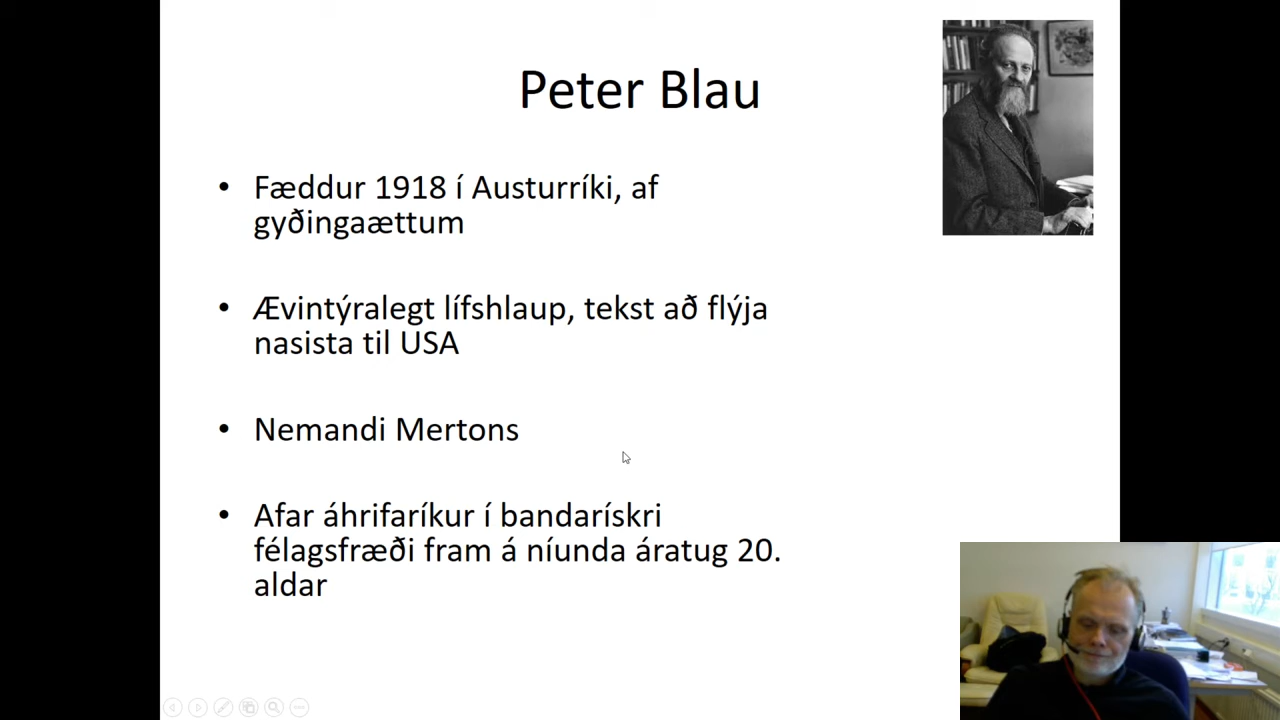 Peter Blau
• Fæddur 1918 í Austurríki, af
gyðingaættum
• Ævintýralegt lífshlaup, tekst að flýja
nasista til USA
• Nemandi Mertons
• Afar áhrifaríkur í bandarískri
félagsfræði fram á níunda áratug 20.
aldar